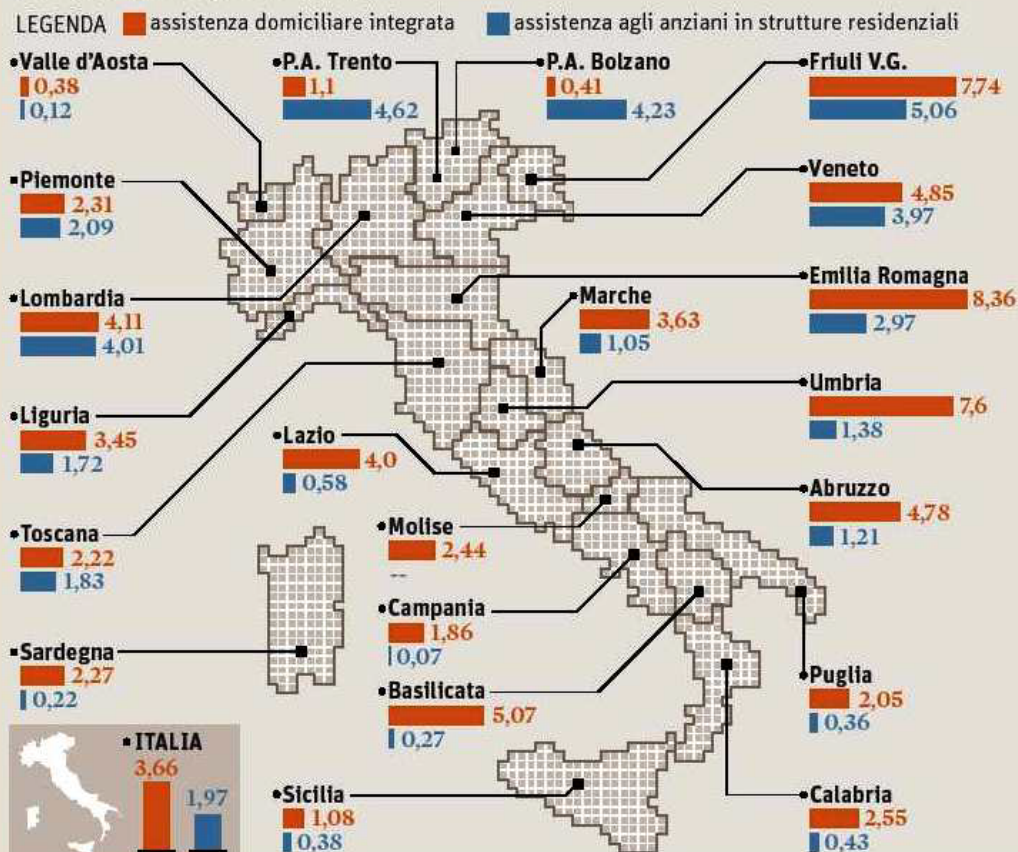 LEGENDA assistenza domiciliare integrata assistenza agli anziani in strutture residenziali
Valle d'Aosta
0,38
0,12
P.A. Trento
1,1
4,62
P.A. Bolzano
0,41
4,23
Friuli V.G.
7,74
5,06
Piemonte
2,31
2,09
Veneto
4,85
3,97
Lombardia
4,11
4,01
Marche
3,63
1,05
Emilia Romagna
8,36
2,97
Liguria
3,45
1,72
Lazio
4,0
0,58
Umbria
7,6
1,38
Toscana
2,22
1,83
Molise
2,44
--
Abruzzo
4,78
1,21
Campania
1,86
0,07
Sardegna
2,27
0,22
Basilicata
5,07
0,27
Puglia
2,05
0,36
ITALIA
3,66
1,97
Sicilia
1,08
0,38
Calabria
2,55
0,43